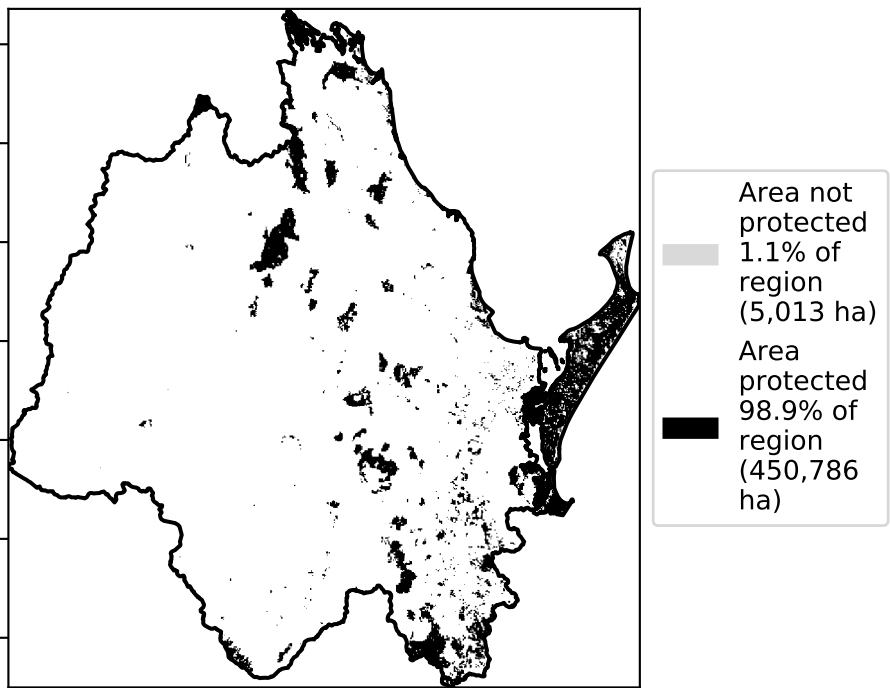 Area not
protected
1.1% of
region
(5,013 ha)
Area
protected
98.9% of
region
(450,786
ha)